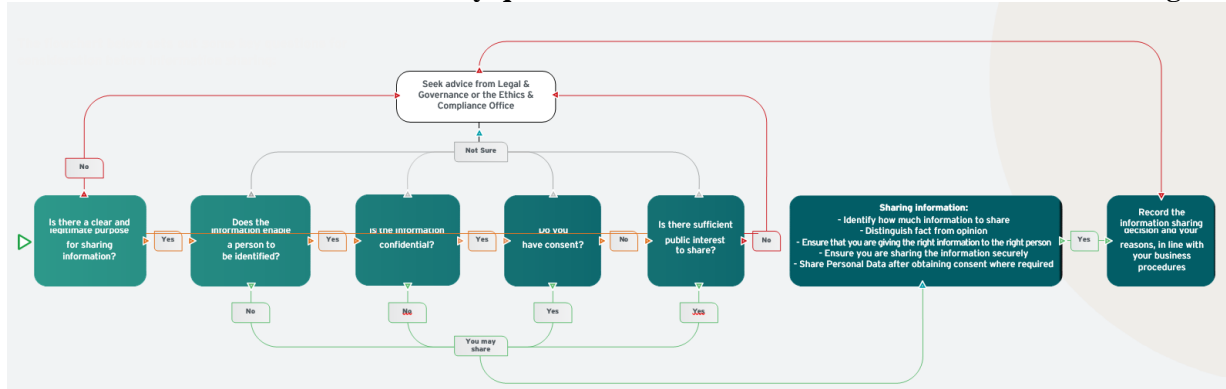 Seek advice from Legal &
Governance or the Ethics &
Compliance Office
Not Sure
No
Is there a clear and
legitimate purpose
for sharing
information?
Yes
Does the
information enable
a person to
be identified?
Yes
Is the information
confidential?
Yes
Do you
have consent?
No
Is there sufficient
public interest
to share?
No
Sharing information:
- Identify how much information to share
- Distinguish fact from opinion
- Ensure that you are giving the right information to the right person
- Ensure you are sharing the information securely
- Share Personal Data after obtaining consent where required
Yes
Record the
information sharing
decision and your
reasons, in line with
your business
procedures
No
No
Yes
Yes
You may
share